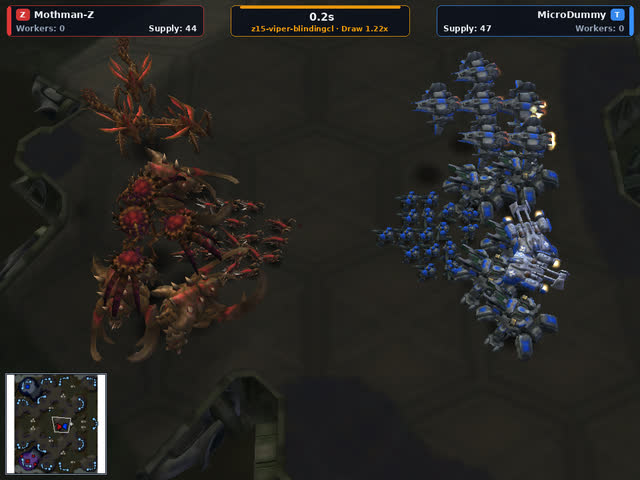 Z Mothman-Z
Workers: 0 Supply: 44
0.2s
z15-viper-blindingcl · Draw 1.22x
MicroDummy T
Supply: 47 Workers: 0